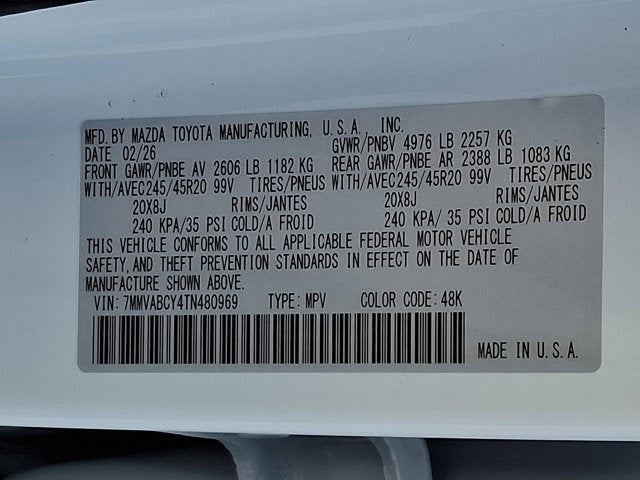 MFD. BY MAZDA TOYOTA MANUFACTURING, U.S.A. INC.
DATE 02/26 GVWR/PNBV 4976 LB 2257 KG
FRONT GAWR/PNBE AV 2606 LB 1182 KG REAR GAWR/PNBE AR 2388 LB 1083 KG
WITH/AVEC 245/45R20 99V TIRES/PNEUS WITH/AVEC 245/45R20 99V TIRES/PNEUS
20X8J RIMS/JANTES 20X8J RIMS/JANTES
240 KPA/35 PSI COLD/A FROID 240 KPA/ 35 PSI COLD/A FROID
THIS VEHICLE CONFORMS TO ALL APPLICABLE FEDERAL MOTOR VEHICLE
SAFETY, AND THEFT PREVENTION STANDARDS IN EFFECT ON THE DATE OF
MANUFACTURE SHOWN ABOVE.
VIN: 7MMVABCY4TN480969 TYPE: MPV COLOR CODE: 48K
MADE IN U.S.A.